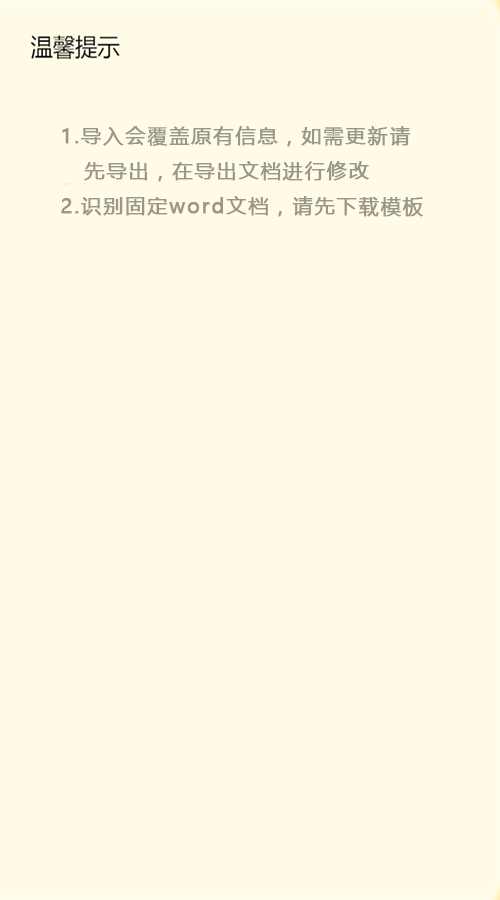 温馨提示
1.导入会覆盖原有信息，如需更新请
先导出，在导出文档进行修改
2.识别固定word文档，请先下载模板